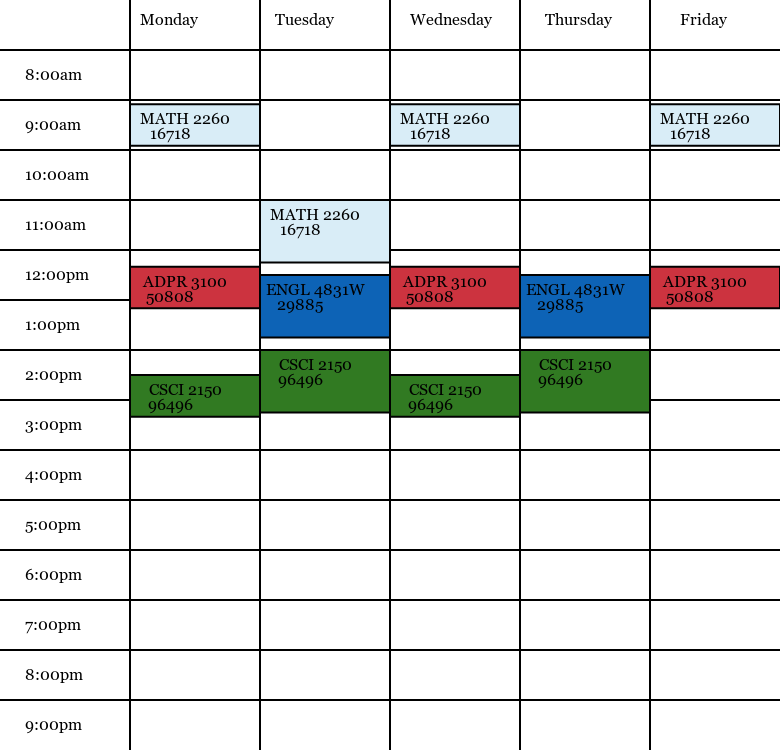 Monday Tuesday Wednesday Thursday Friday
8:00am
9:00am
MATH 2260
16718
MATH 2260
16718
MATH 2260
16718
10:00am
11:00am
MATH 2260
16718
12:00pm
ADPR 3100
50808
ENGL 4831W
29885
ADPR 3100
50808
ENGL 4831W
29885
ADPR 3100
50808
1:00pm
2:00pm
CSCI 2150
96496
CSCI 2150
96496
CSCI 2150
96496
CSCI 2150
96496
3:00pm
4:00pm
5:00pm
6:00pm
7:00pm
8:00pm
9:00pm